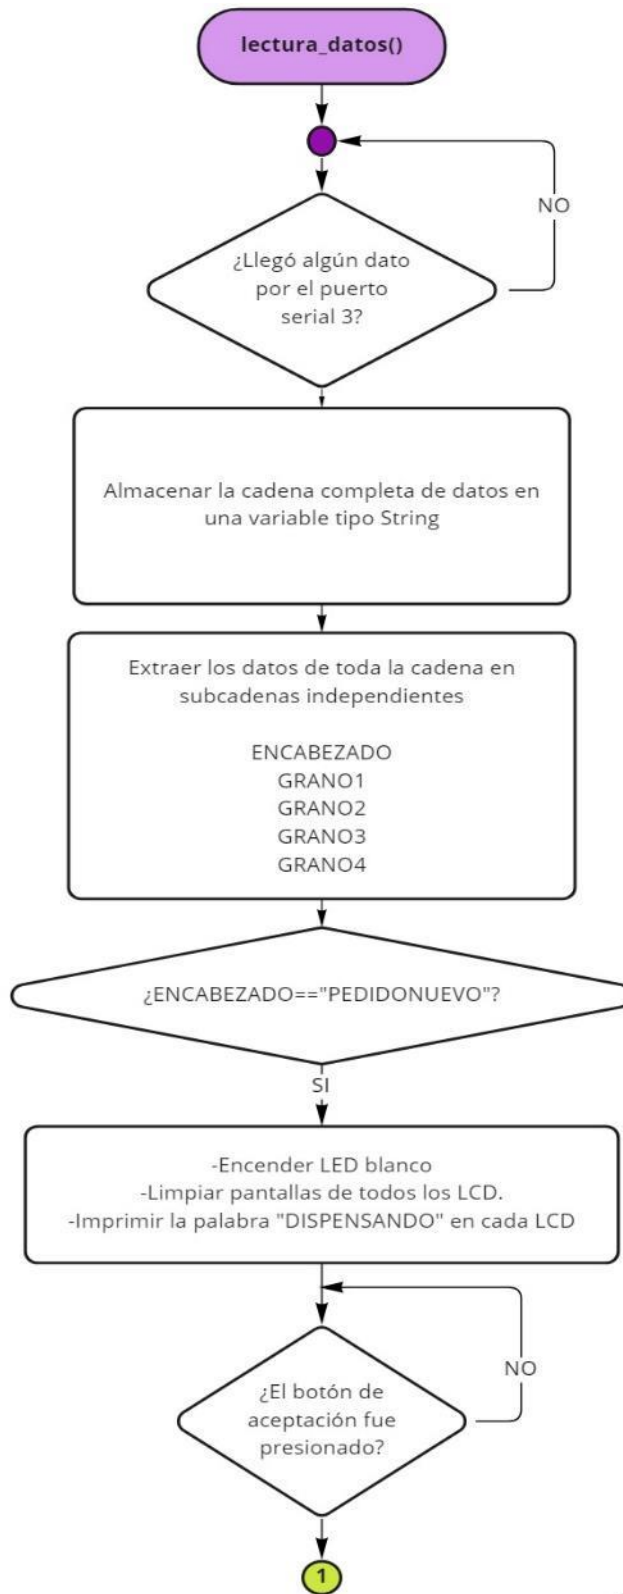 lectura_datos()
NO
¿Llegó algún dato
por el puerto
serial 3?
Almacenar la cadena completa de datos en
una variable tipo String
Extraer los datos de toda la cadena en
subcadenas independientes
ENCABEZADO
GRANO1
GRANO2
GRANO3
GRANO4
¿ENCABEZADO=="PEDIDONUEVO"?
SI
-Encender LED blanco
-Limpiar pantallas de todos los LCD.
-Imprimir la palabra "DISPENSANDO" en cada LCD
NO
¿El botón de
aceptación fue
presionado?
1